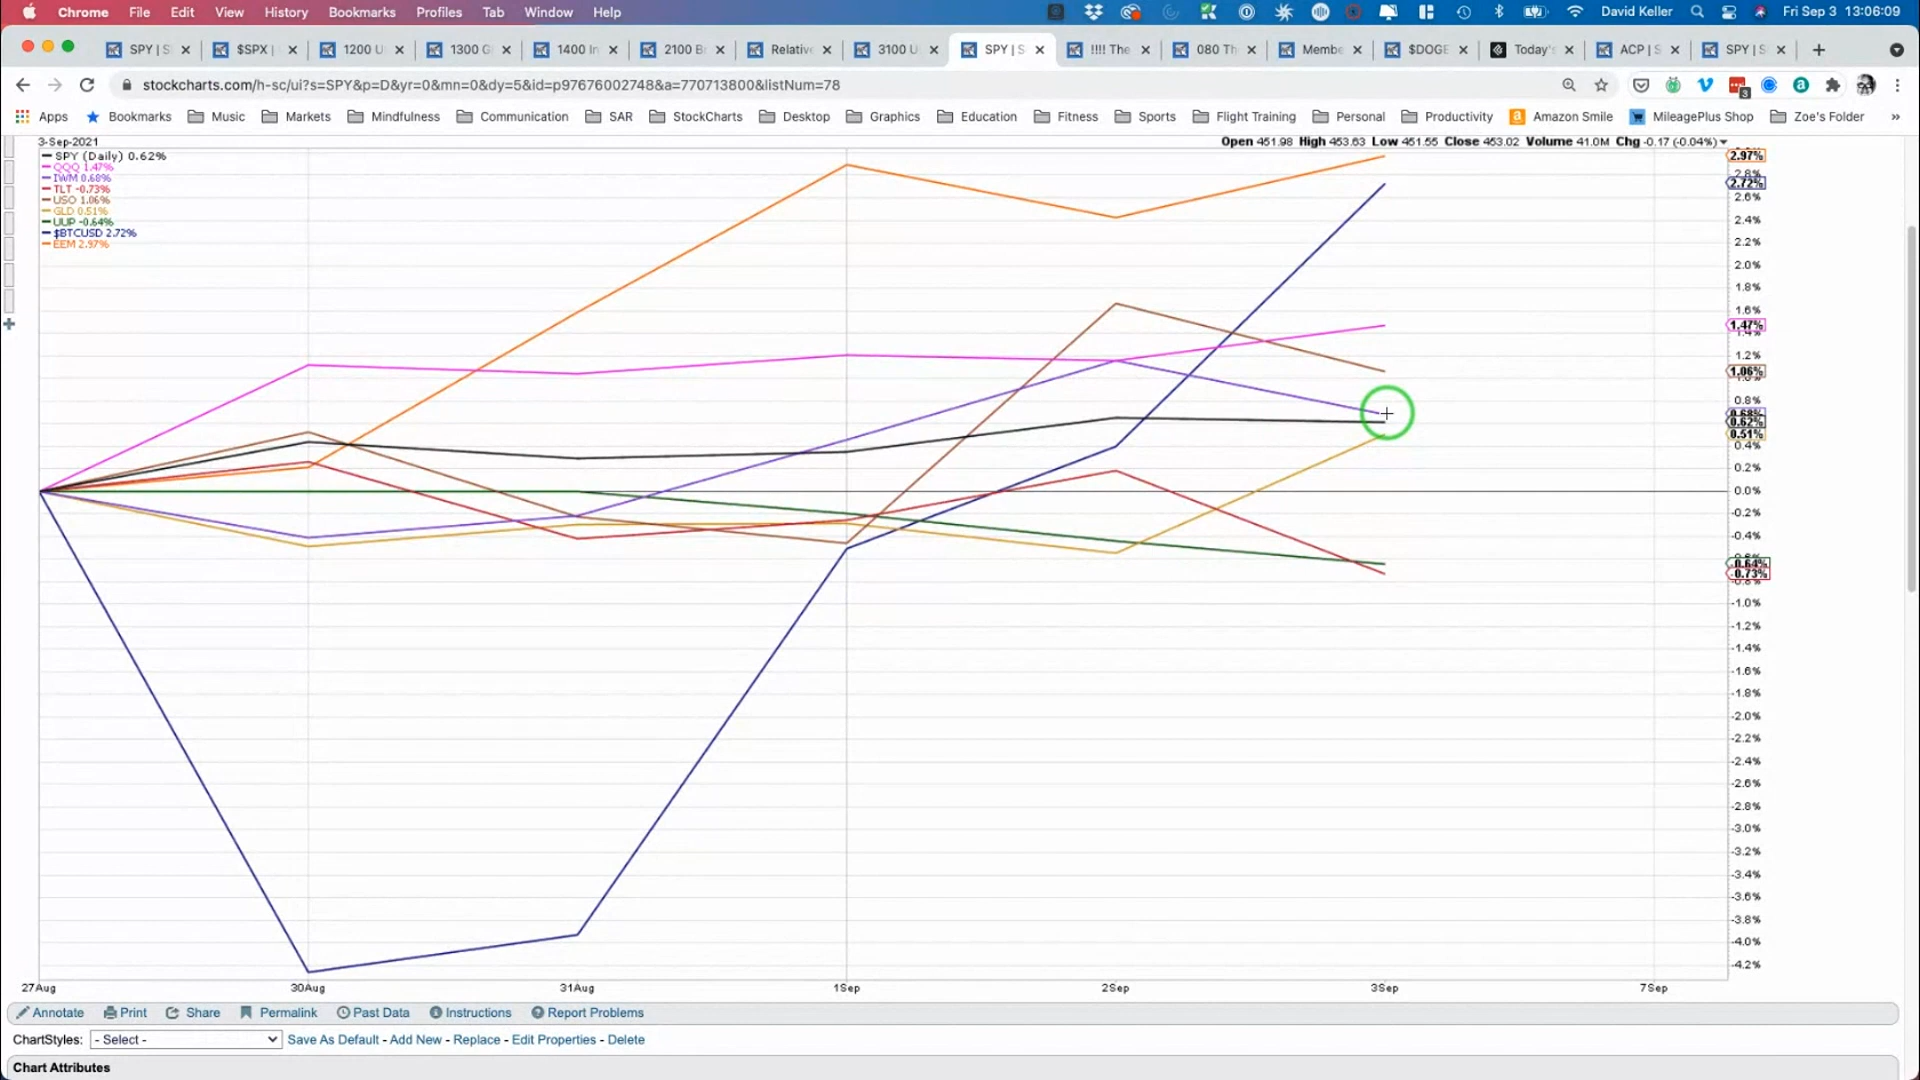 Chrome File Edit View History Bookmarks Profiles Tab Window Help David Keller Fri Sep 3 13:06:09
SPY | S $SPX | 1200 U 1300 G 1400 In 2100 B Relativ 3100 U SPY | S !!!! The 080 Th Membe $DOGE Today' ACP | S SPY | S
stockcharts.com/h-sc/ui?s=SPY&p=D&yr=0&mn=0&dy=5&id=p97676002748&a=770713800&listNum=78 3
Apps Bookmarks Music Markets Mindfulness Communication SAR StockCharts Desktop Graphics Education Fitness Sports Flight Training Personal Productivity Amazon Smile MileagePlus Shop Zoe's Folder »
3-Sep-2021 Open 451.98 High 453.63 Low 451.55 Close 453.02 Volume 41.0M Chg -0.17 (-0.04%)
SPY (Daily) 0.62%
QQQ 1.47%
IWM 0.68%
TLT -0.73%
USO 1.06%
GLD 0.51%
UUP -0.64%
$BTCUSD 2.72%
EEM 2.97%
2.97%
2.8%
2.72%
2.6%
2.4%
2.2%
2.0%
1.8%
1.6%
1.47%
1.4%
1.2%
1.06%
1.0%
0.8%
0.68%
0.62%
0.51%
0.4%
0.2%
0.0%
-0.2%
-0.4%
-0.64%
-0.73%
-0.8%
-1.0%
-1.2%
-1.4%
-1.6%
-1.8%
-2.0%
-2.2%
-2.4%
-2.6%
-2.8%
-3.0%
-3.2%
-3.4%
-3.6%
-3.8%
-4.0%
-4.2%
27Aug 30Aug 31Aug 1Sep 2Sep 3Sep 7Sep
Annotate Print Share Permalink Past Data Instructions Report Problems
ChartStyles: - Select - Save As Default - Add New - Replace - Edit Properties - Delete
Chart Attributes